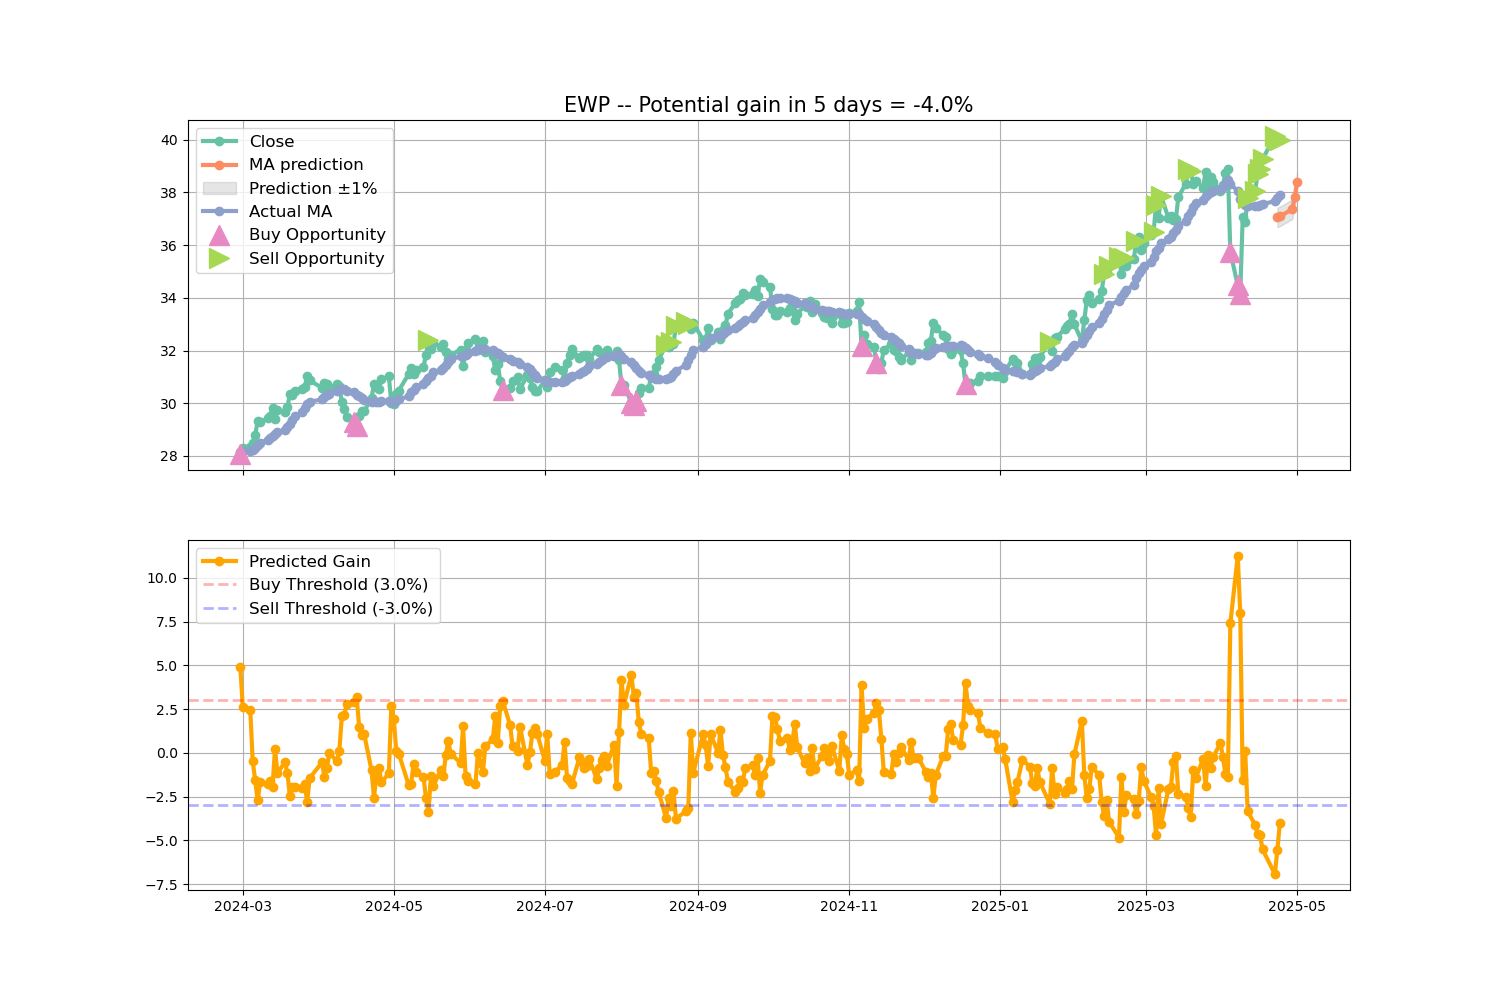 EWP -- Potential gain in 5 days = -4.0%
40
38
36
34
32
30
28
Close
MA prediction
Prediction ±1%
Actual MA
Buy Opportunity
Sell Opportunity
10.0
7.5
5.0
2.5
0.0
−2.5
−5.0
−7.5
Predicted Gain
Buy Threshold (3.0%)
Sell Threshold (-3.0%)
2024-03
2024-05
2024-07
2024-09
2024-11
2025-01
2025-03
2025-05